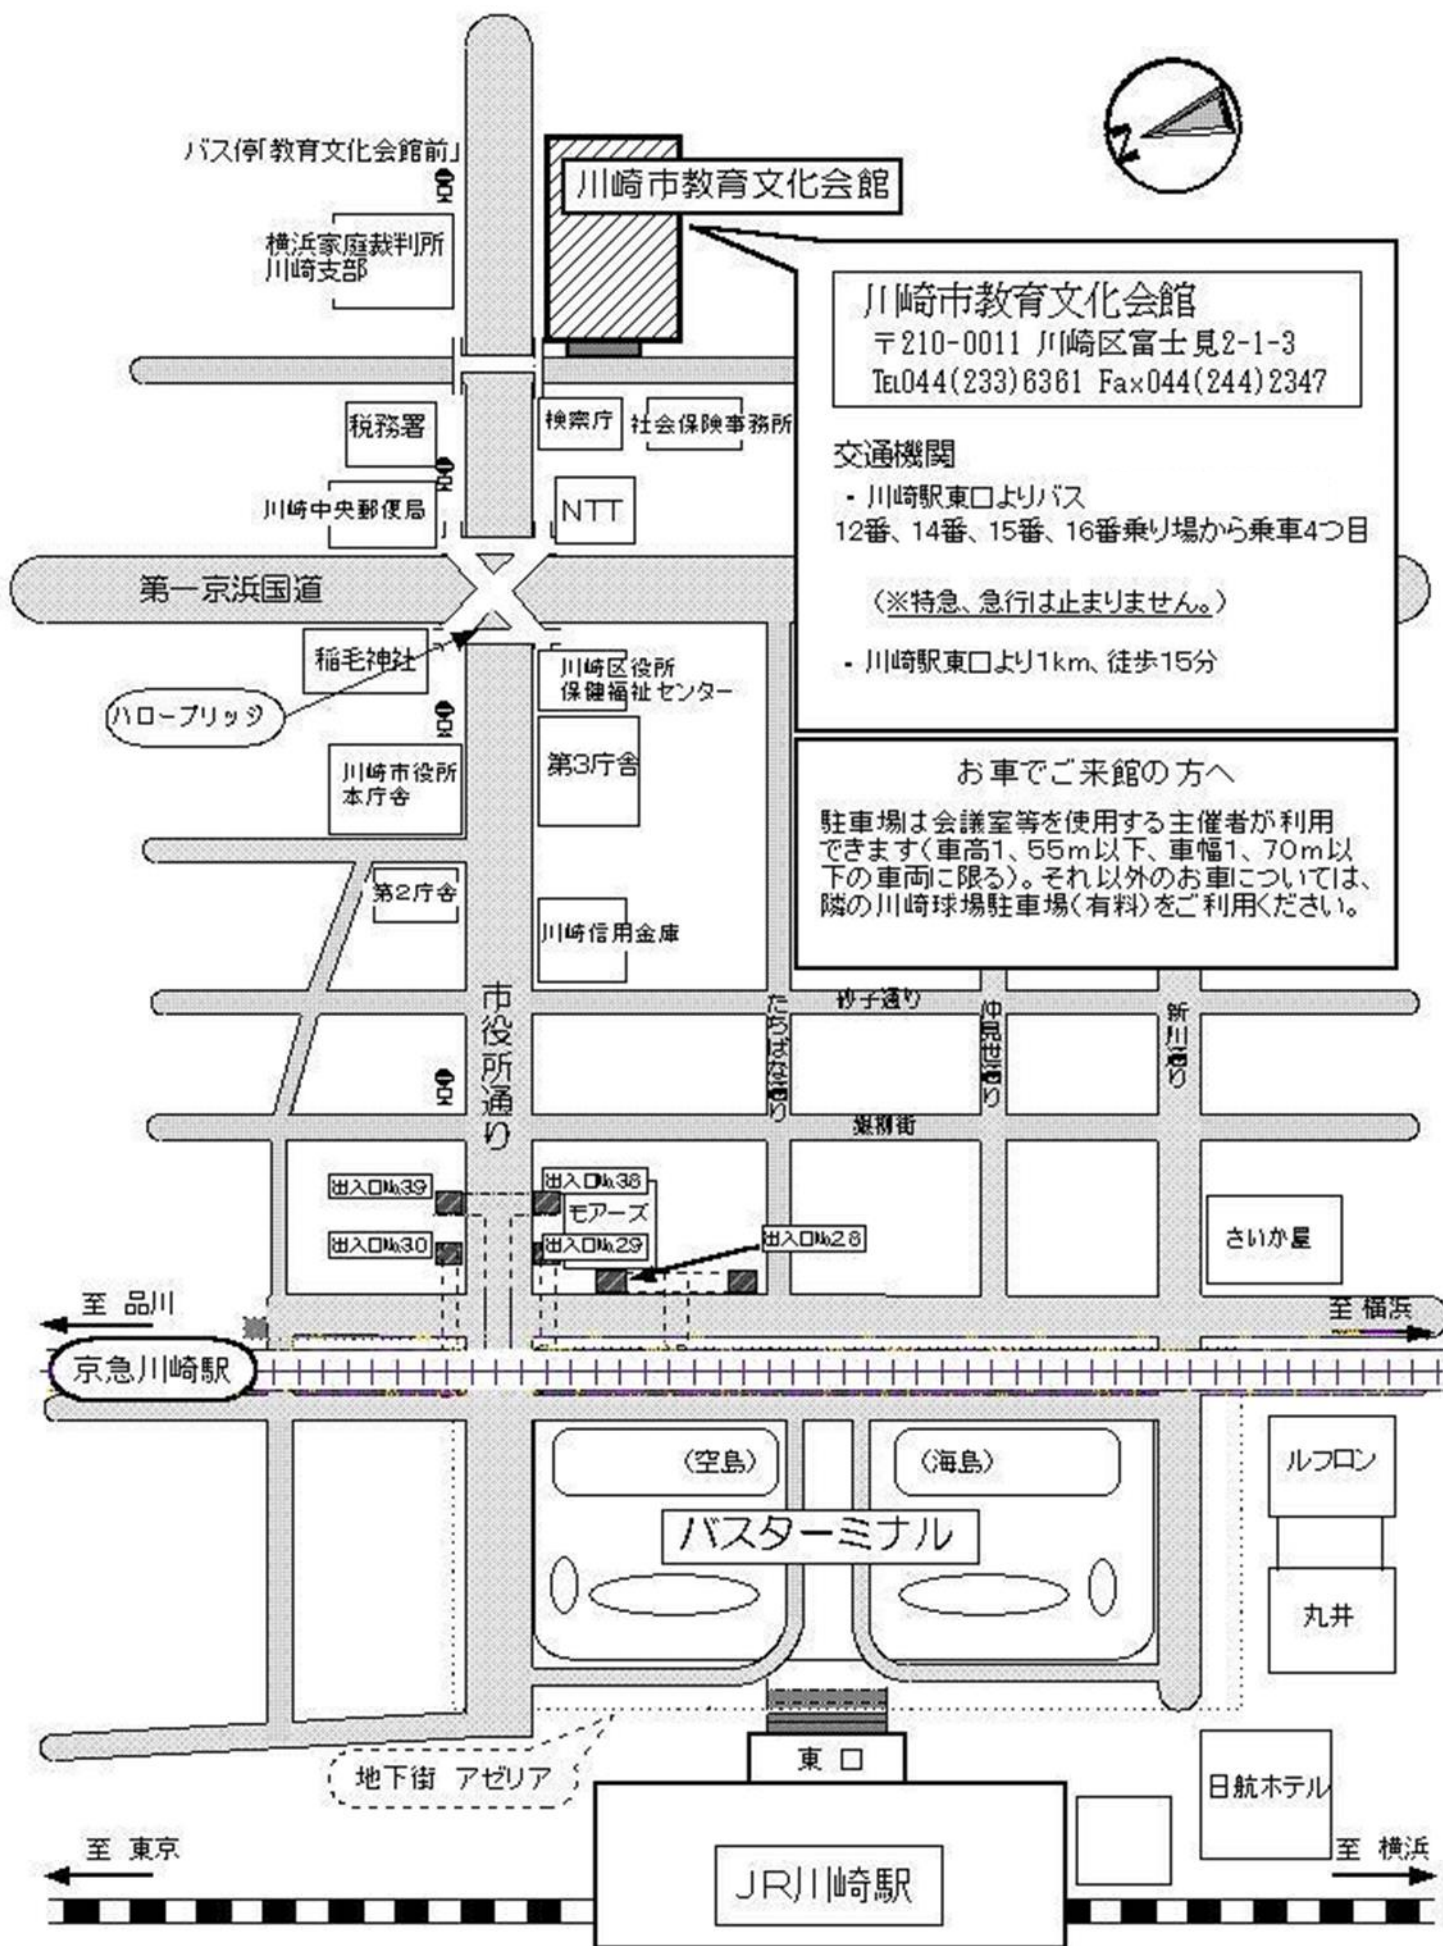 バス停「教育文化会館前」
川崎市教育文化会館
横浜家庭裁判所
川崎支部
川崎市教育文化会館
〒210-0011 川崎区富士見2-1-3
TEL044(233)6361 Fax044(244)2347
交通機関
・川崎駅東口よりバス
12番、14番、15番、16番乗り場から乗車4つ目
(※特急、急行は止まりません。)
・川崎駅東口より1km、徒歩15分
税務署
検察庁
社会保険事務所
川崎中央郵便局
NTT
第一京浜国道
稲毛神社
川崎区役所
保健福祉センター
ハローブリッジ
川崎市役所
本庁舎
第3庁舎
お車でご来館の方へ
駐車場は会議室等を使用する主催者が利用
できます(車高1、55m以下、車幅1、70m以
下の車両に限る)。それ以外のお車については、
隣の川崎球場駐車場(有料)をご利用ください。
第2庁舎
川崎信用金庫
市役所通り
砂子通り
たちばな通り
仲見世通り
新川通り
銀柳街
出入口№39
出入口№38
モアーズ
出入口№30
出入口№29
出入口№28
さいか屋
至 品川
至 横浜
京急川崎駅
(空島)
(海島)
ルフロン
バスターミナル
丸井
東口
地下街 アゼリア
日航ホテル
至 東京
至 横浜
JR川崎駅